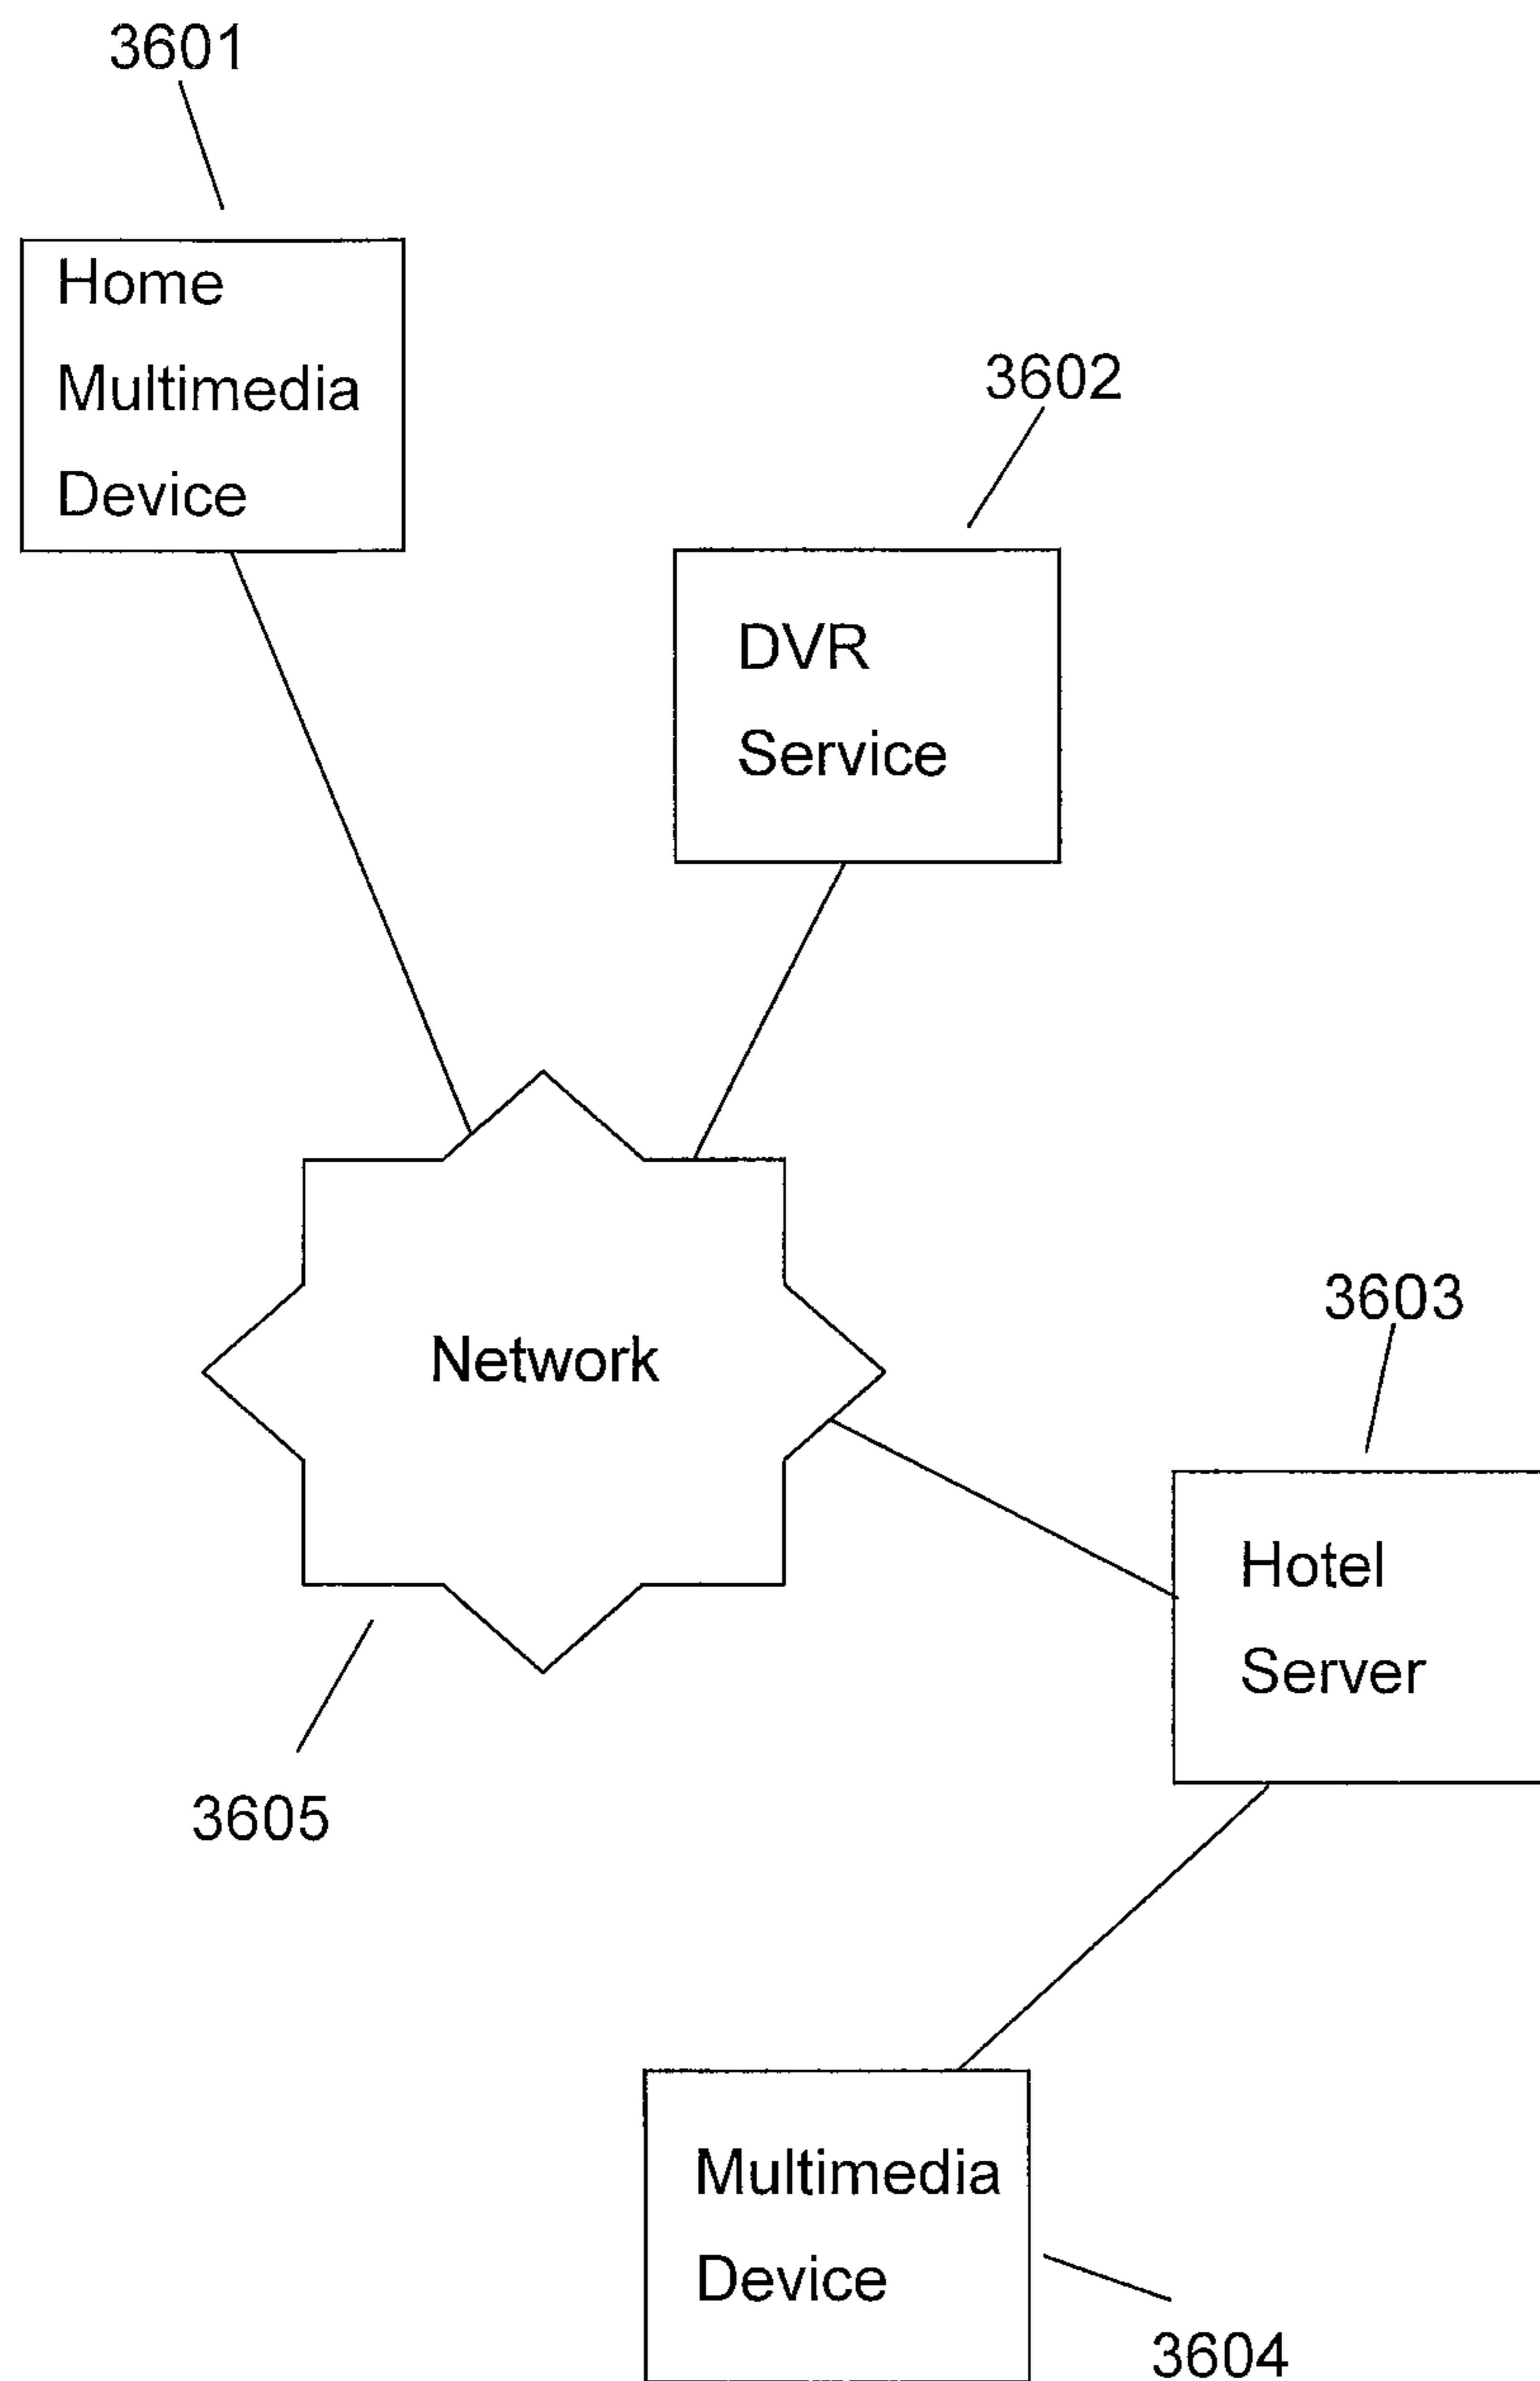 3601
Home
Multimedia
Device
3602
DVR
Service
Network
3603
Hotel
Server
3605
Multimedia
Device
3604